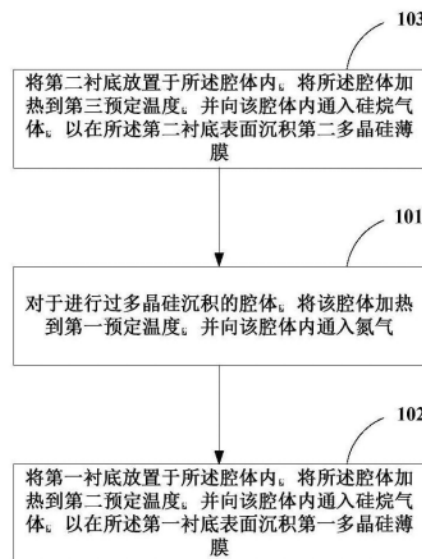 103
将第二衬底放置于所述腔体内。将所述腔体加
热到第三预定温度。并向该腔体内通入硅烷气
体。以在所述第二衬底表面沉积第二多晶硅薄
膜
101
对于进行过多晶硅沉积的腔体。将该腔体加热
到第一预定温度。并向该腔体内通入氮气
102
将第一衬底放置于所述腔体内。将所述腔体加
热到第二预定温度。并向该腔体内通入硅烷气
体。以在所述第一衬底表面沉积第一多晶硅薄
膜